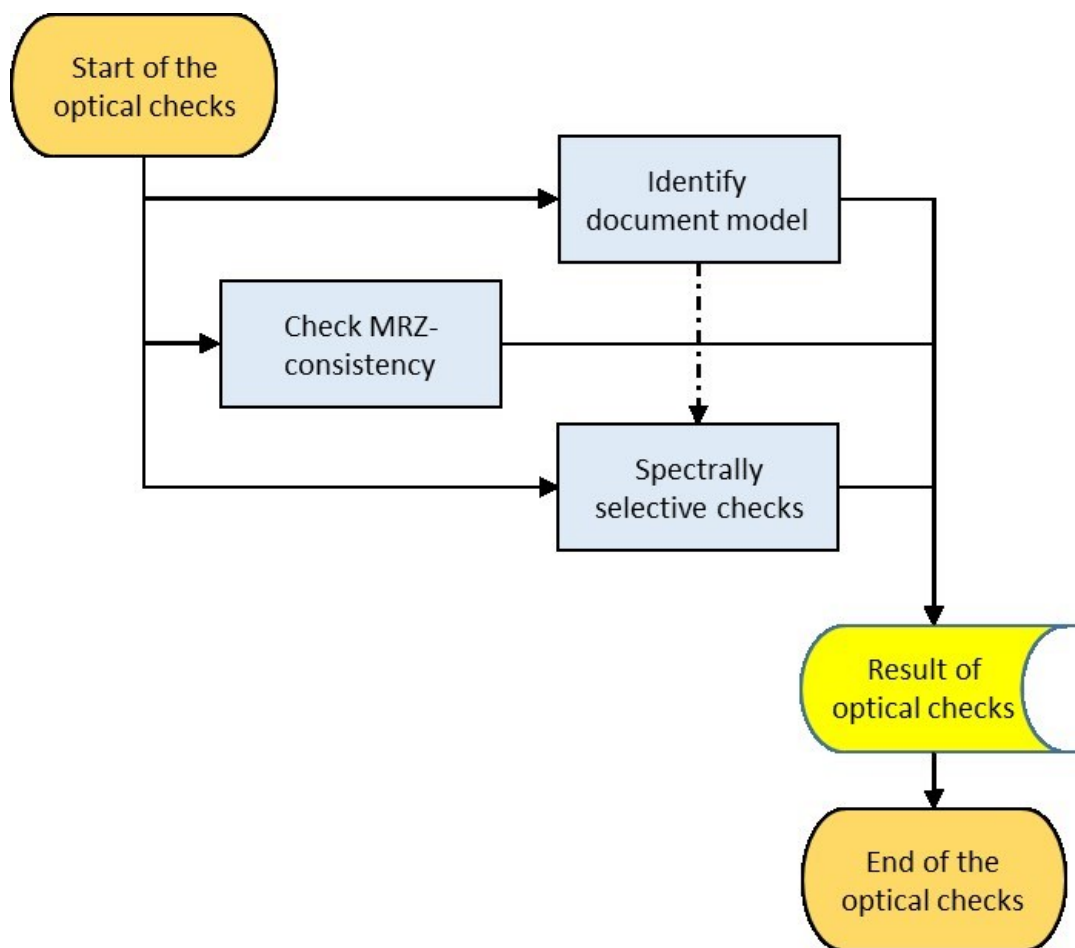 Start of the
optical checks
Identify
document model
Check MRZ-
consistency
Spectrally
selective checks
Result of
optical checks
End of the
optical checks